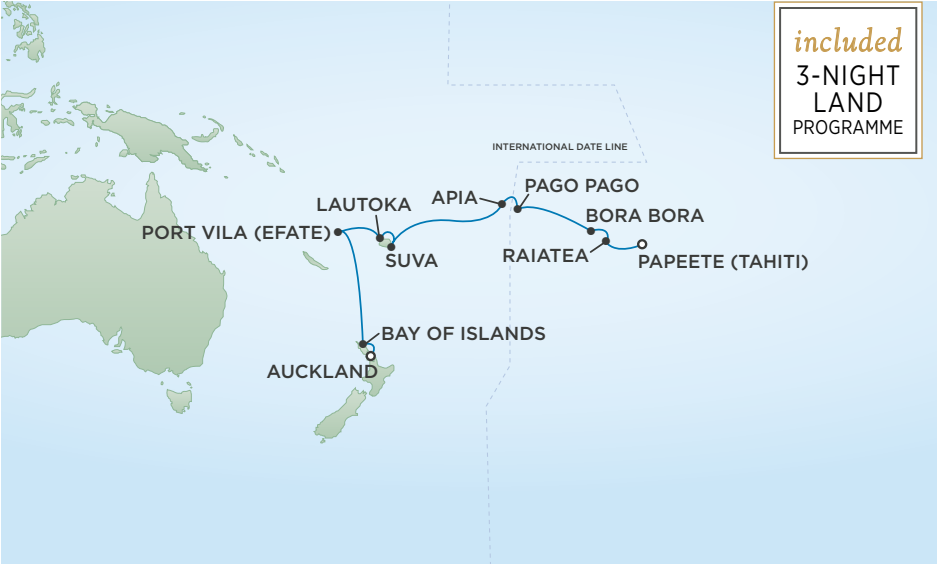 included
3-NIGHT
LAND
PROGRAMME
INTERNATIONAL DATE LINE
PAGO PAGO
APIA
LAUTOKA
BORA BORA
PORT VILA (EFATE)
SUVA
RAIATEA
PAPEETE (TAHITI)
BAY OF ISLANDS
AUCKLAND